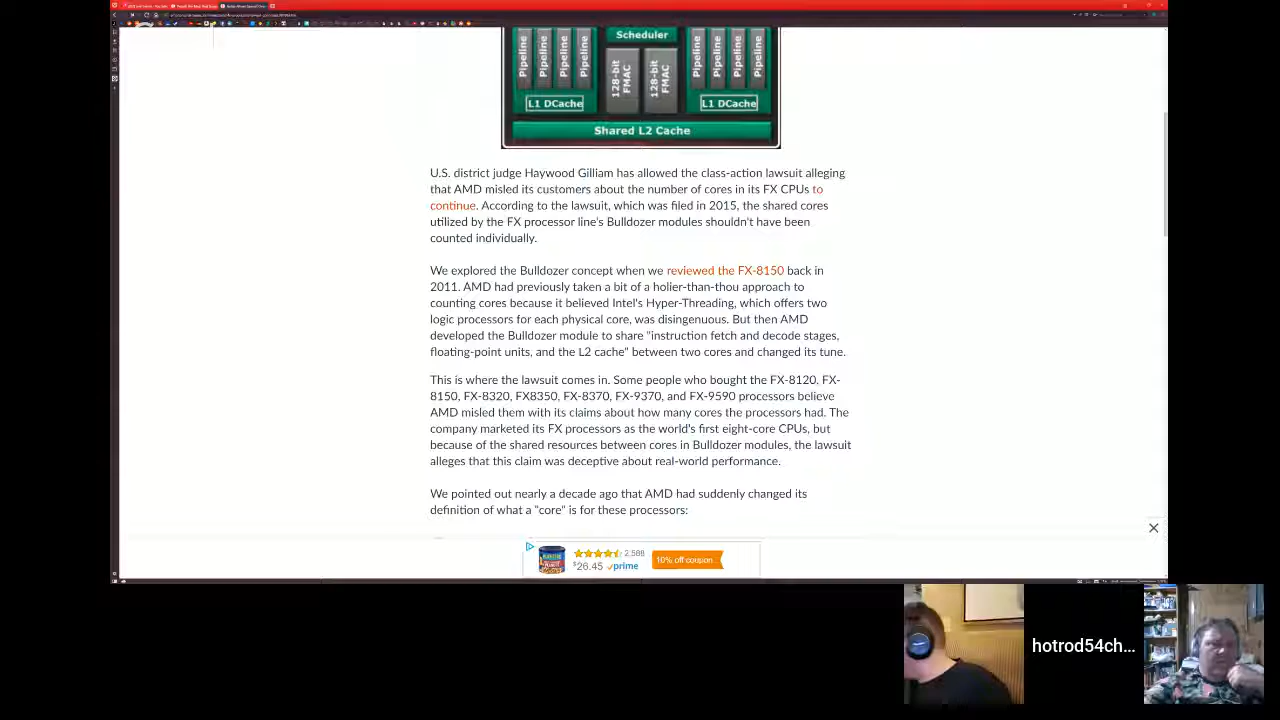 Scheduler
Pipeline Pipeline Pipeline Pipeline 128-bit FMAC 128-bit FMAC Pipeline Pipeline Pipeline Pipeline
L1 DCache L1 DCache
Shared L2 Cache
U.S. district judge Haywood Gilliam has allowed the class-action lawsuit alleging
that AMD misled its customers about the number of cores in its FX CPUs to
continue. According to the lawsuit, which was filed in 2015, the shared cores
utilized by the FX processor line's Bulldozer modules shouldn't have been
counted individually.
We explored the Bulldozer concept when we reviewed the FX-8150 back in
2011. AMD had previously taken a bit of a holier-than-thou approach to
counting cores because it believed Intel's Hyper-Threading, which offers two
logic processors for each physical core, was disingenuous. But then AMD
developed the Bulldozer module to share "instruction fetch and decode stages,
floating-point units, and the L2 cache" between two cores and changed its tune.
This is where the lawsuit comes in. Some people who bought the FX-8120, FX-
8150, FX-8320, FX8350, FX-8370, FX-9370, and FX-9590 processors believe
AMD misled them with its claims about how many cores the processors had. The
company marketed its FX processors as the world's first eight-core CPUs, but
because of the shared resources between cores in Bulldozer modules, the lawsuit
alleges that this claim was deceptive about real-world performance.
We pointed out nearly a decade ago that AMD had suddenly changed its
definition of what a "core" is for these processors:
2,588
$26.45 prime
10% off coupon
hotrod54ch...